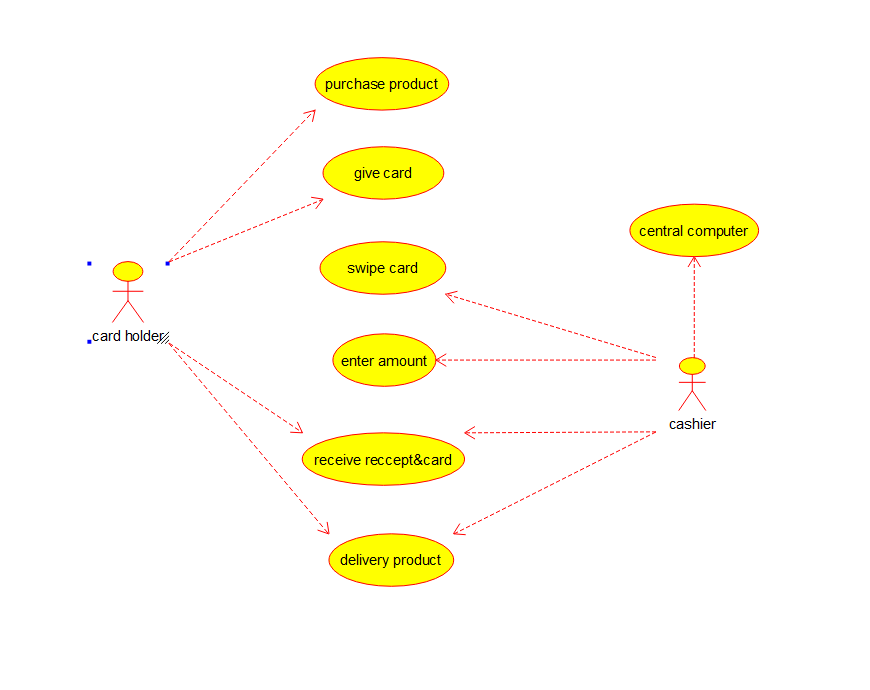 purchase product
give card
central computer
swipe card
card holder
enter amount
cashier
receive reccept&card
delivery product